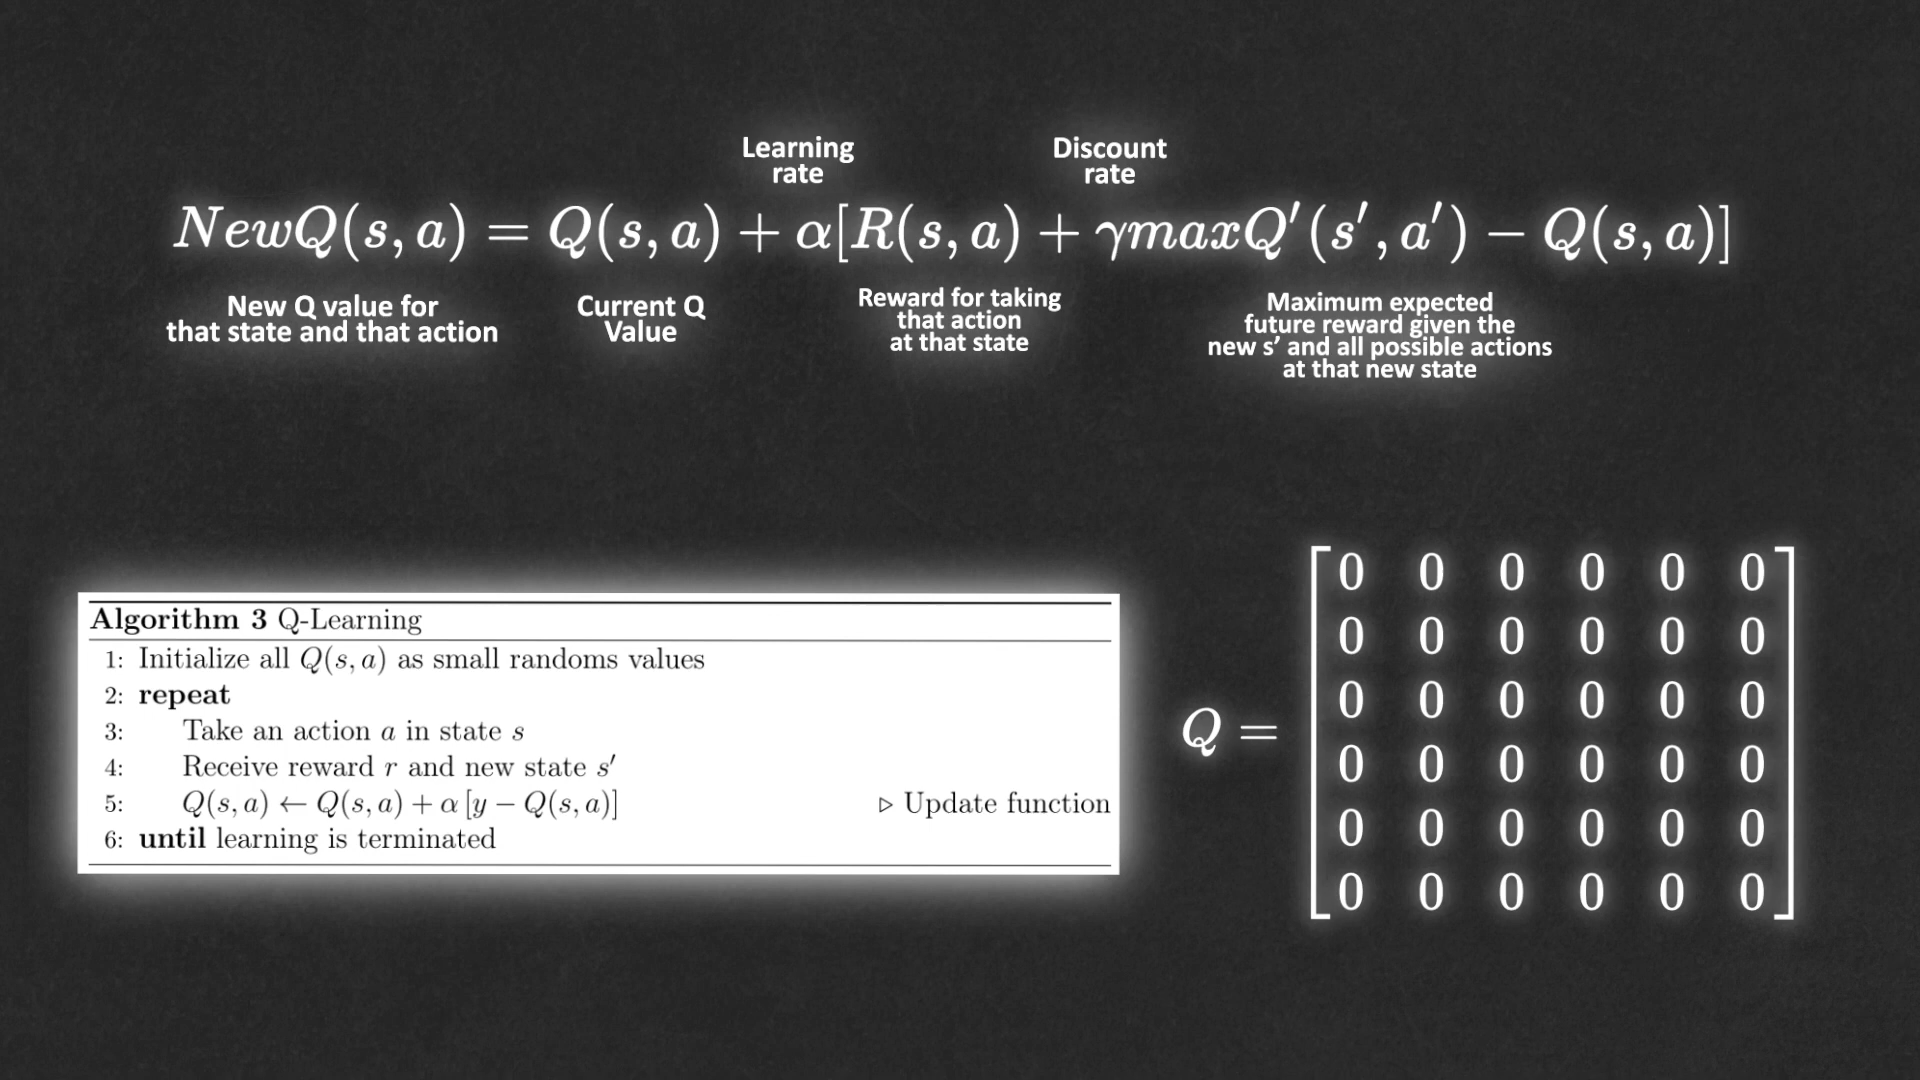 Learning
rate
Discount
rate
NewQ(s, a) = Q(s, a) + α[R(s, a) + γmaxQ′(s′, a′) − Q(s, a)]
New Q value for
that state and that action
Current Q
Value
Reward for taking
that action
at that state
Maximum expected
future reward given the
new s’ and all possible actions
at that new state
Algorithm 3 Q-Learning
1: Initialize all Q(s, a) as small randoms values
2: repeat
3: Take an action a in state s
4: Receive reward r and new state s′
5: Q(s, a) ← Q(s, a) + α [y − Q(s, a)] ▷ Update function
6: until learning is terminated
Q =
0 0 0 0 0 0
0 0 0 0 0 0
0 0 0 0 0 0
0 0 0 0 0 0
0 0 0 0 0 0
0 0 0 0 0 0